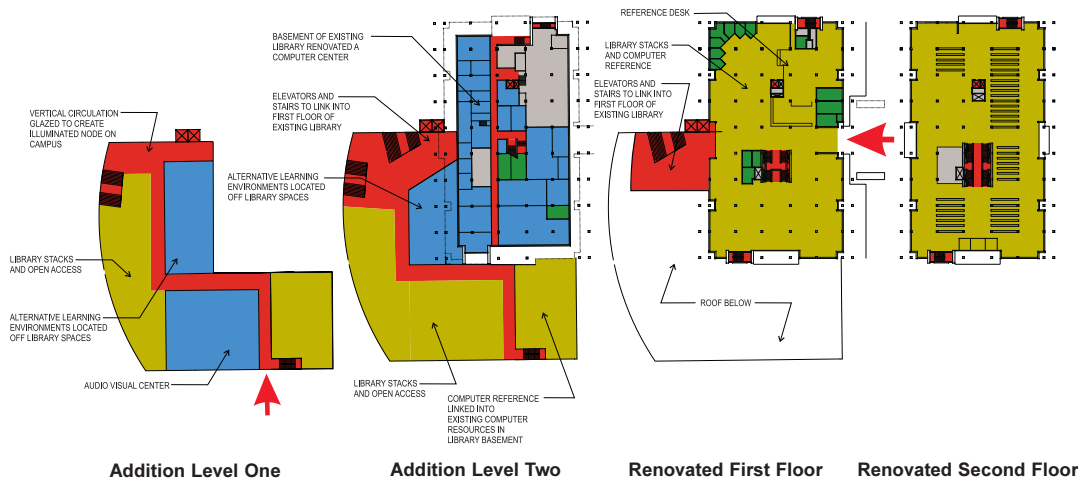 VERTICAL CIRCULATION
GLAZED TO CREATE
ILLUMINATED NODE ON
CAMPUS
LIBRARY STACKS
AND OPEN ACCESS
ALTERNATIVE LEARNING
ENVIRONMENTS LOCATED
OFF LIBRARY SPACES
AUDIO VISUAL CENTER
BASEMENT OF EXISTING
LIBRARY RENOVATED A
COMPUTER CENTER
ELEVATORS AND
STAIRS TO LINK INTO
FIRST FLOOR OF
EXISTING LIBRARY
ALTERNATIVE LEARNING
ENVIRONMENTS LOCATED
OFF LIBRARY SPACES
LIBRARY STACKS
AND OPEN ACCESS
COMPUTER REFERENCE
LINKED INTO
EXISTING COMPUTER
RESOURCES IN
LIBRARY BASEMENT
REFERENCE DESK
LIBRARY STACKS
AND COMPUTER
REFERENCE
ELEVATORS AND
STAIRS TO LINK INTO
FIRST FLOOR OF
EXISTING LIBRARY
ROOF BELOW
Addition Level One
Addition Level Two
Renovated First Floor
Renovated Second Floor